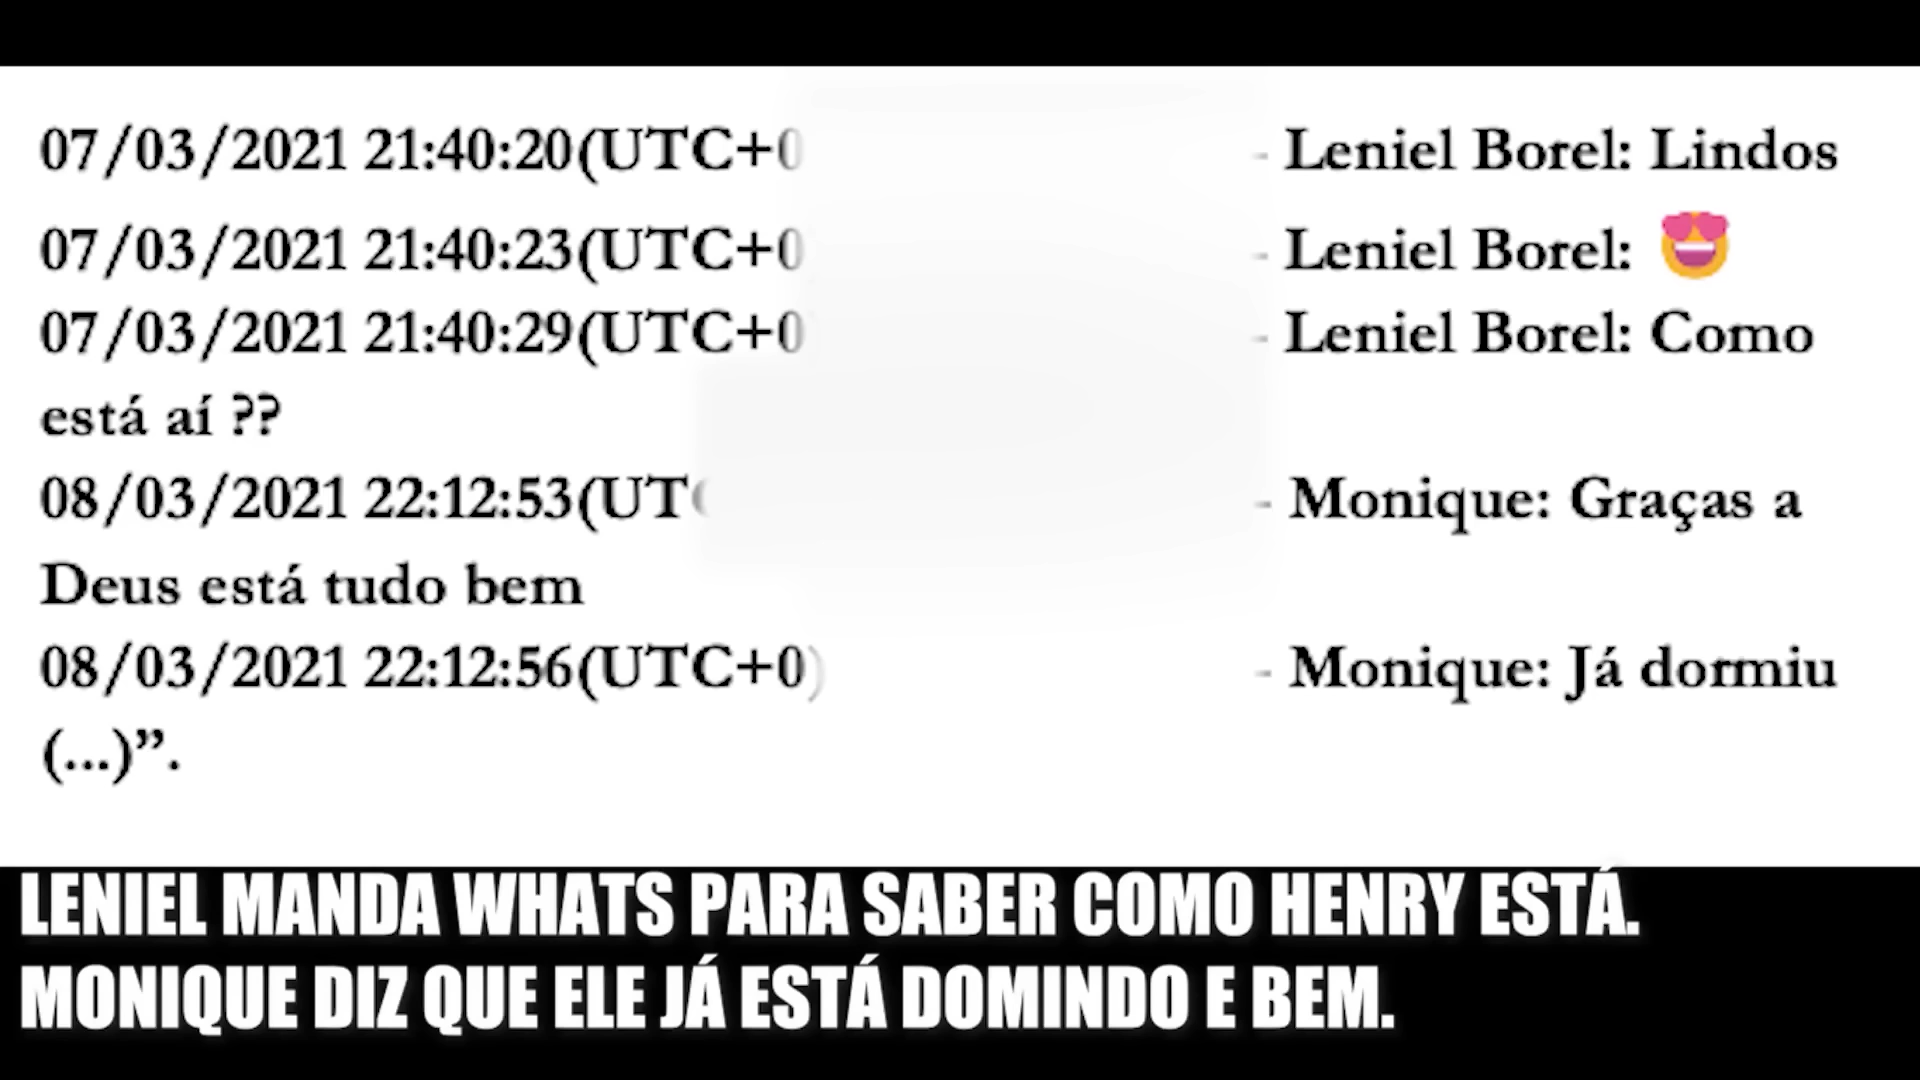 07/03/2021 21:40:20(UTC+0 - Leniel Borel: Lindos
07/03/2021 21:40:23(UTC+0 - Leniel Borel: 😍
07/03/2021 21:40:29(UTC+0 - Leniel Borel: Como
está aí ??
08/03/2021 22:12:53(UTC - Monique: Graças a
Deus está tudo bem
08/03/2021 22:12:56(UTC+0) - Monique: Já dormiu
(...)”.
LENIEL MANDA WHATS PARA SABER COMO HENRY ESTÁ.
MONIQUE DIZ QUE ELE JÁ ESTÁ DOMINDO E BEM.